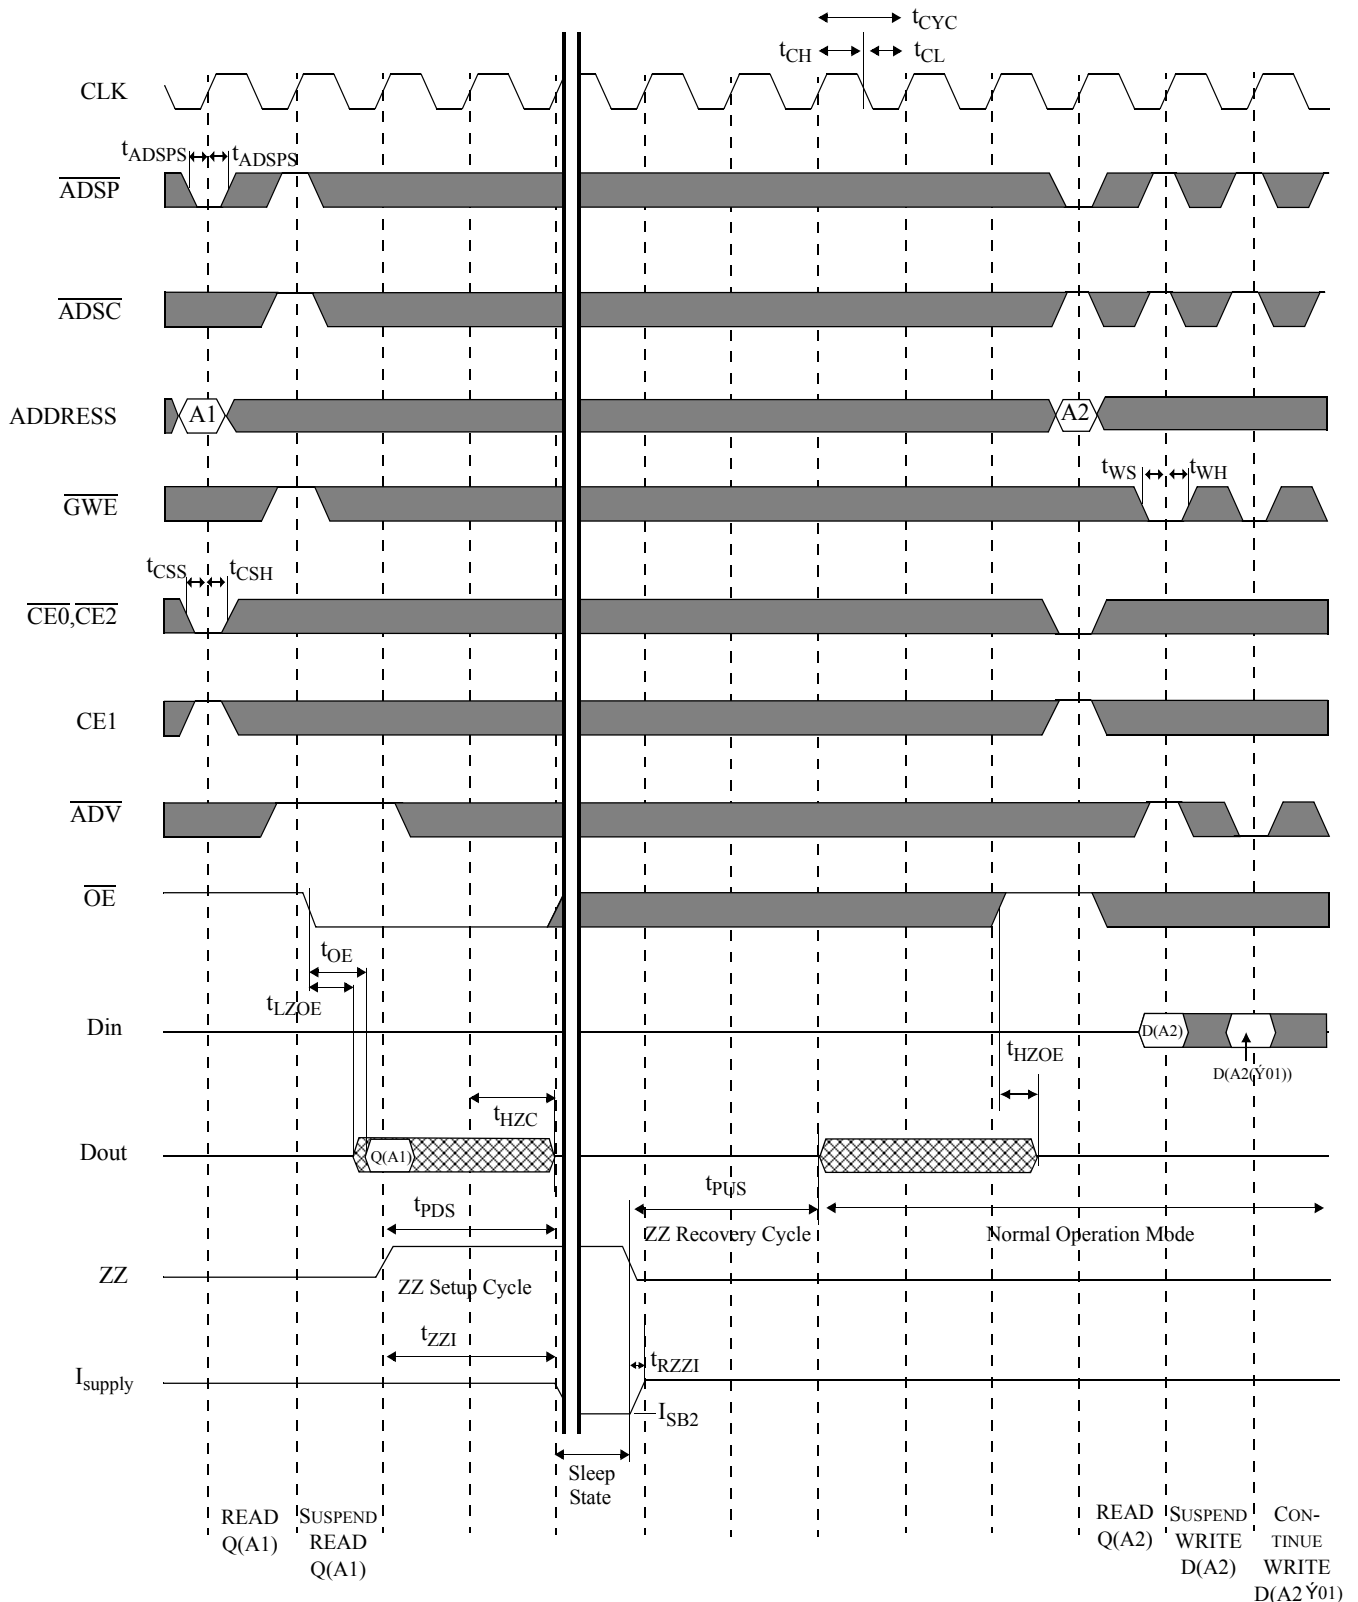 tCYC
tCH
tCL
CLK
tADSPS
tADSPS
ADSP
ADSC
ADDRESS
A1
A2
tWS
tWH
GWE
tCSS
tCSH
CE0,CE2
CE1
ADV
OE
tOE
tLZOE
Din
D(A2)
tHZOE
D(A2(Ý01))
tHZC
Dout
Q(A1)
tPUS
tPDS
ZZ Recovery Cycle
Normal Operation Mode
ZZ
ZZ Setup Cycle
tZZI
tRZZI
Isupply
ISB2
Sleep
State
READ
Q(A1)
SUSPEND
READ
Q(A1)
READ
Q(A2)
SUSPEND
WRITE
D(A2)
CON-
TINUE
WRITE
D(A2Ý01)